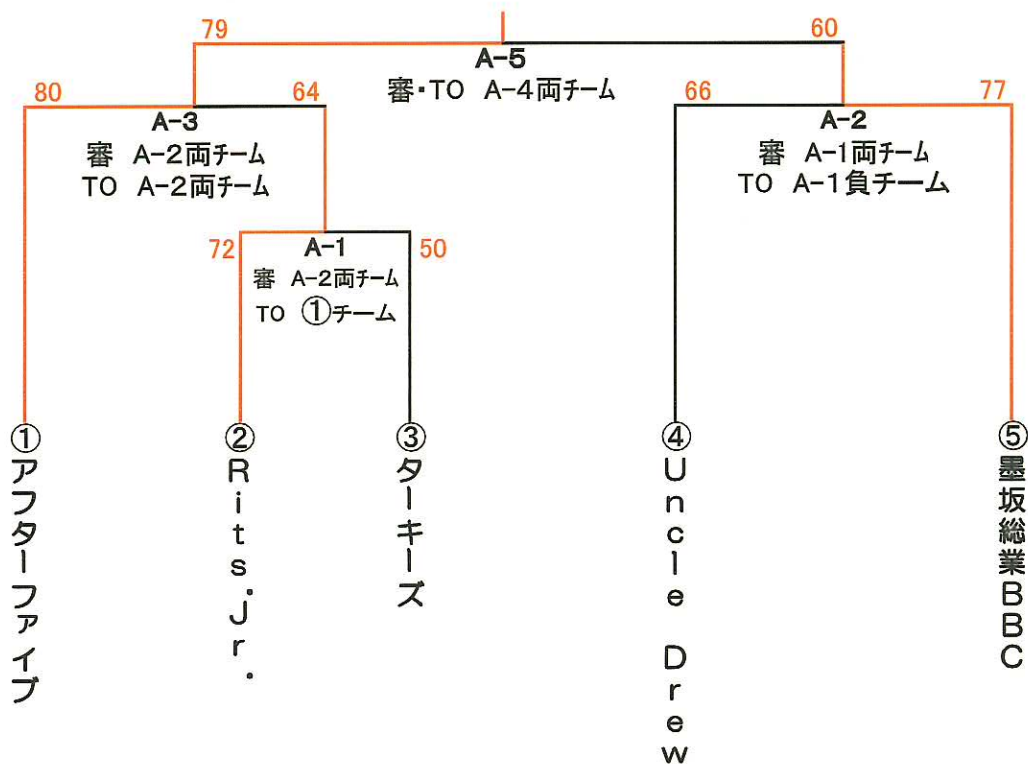 79
60
A-5
審・TO A-4両チーム
80
64
A-3
審 A-2両チーム
TO A-2両チーム
66
77
A-2
審 A-1両チーム
TO A-1負チーム
72
50
A-1
審 A-2両チーム
TO ①チーム
①アフターファイブ
②Rits.Jr.
③ターキーズ
④Uncle Drew
⑤墨坂総業BBC